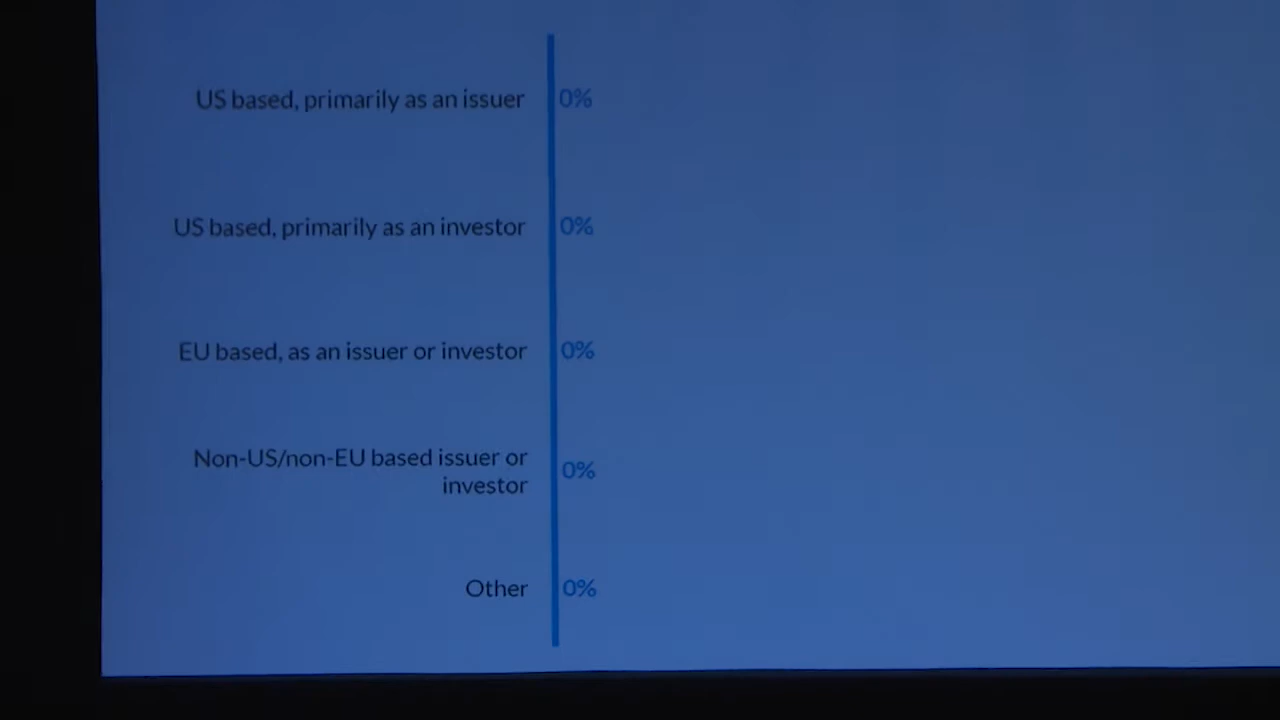 US based, primarily as an issuer 0%
US based, primarily as an investor 0%
EU based, as an issuer or investor 0%
Non-US/non-EU based issuer or
investor 0%
Other 0%